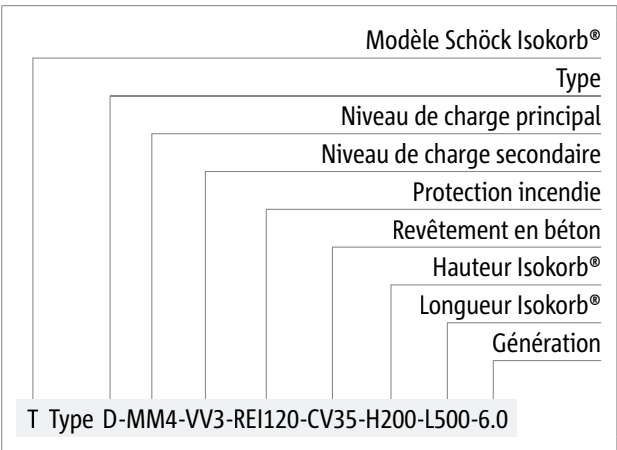 Modèle Schöck Isokorb®
Type
Niveau de charge principal
Niveau de charge secondaire
Protection incendie
Revêtement en béton
Hauteur Isokorb®
Longueur Isokorb®
Génération
T Type D-MM4-VV3-REI120-CV35-H200-L500-6.0